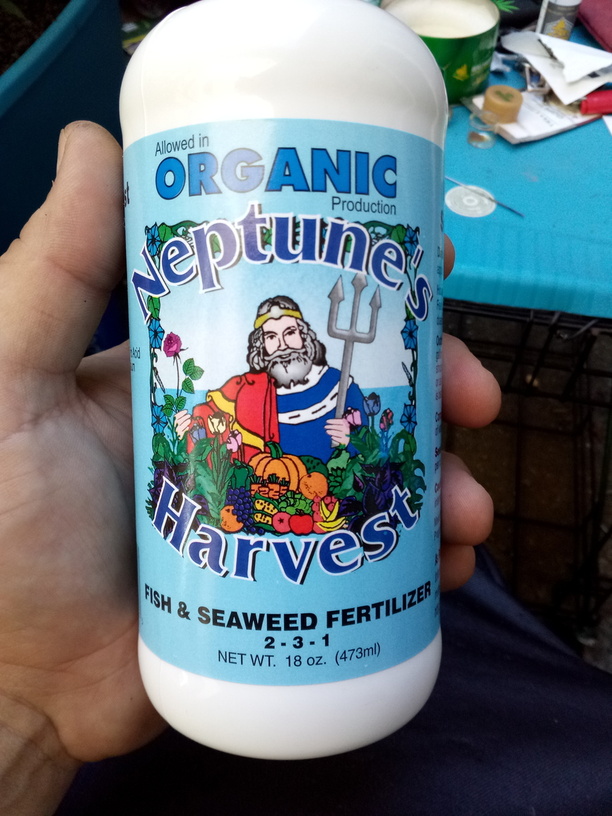 Allowed in
ORGANIC
Production
Neptune's
Harvest
FISH & SEAWEED FERTILIZER
2-3-1
NET WT. 18 oz. (473ml)